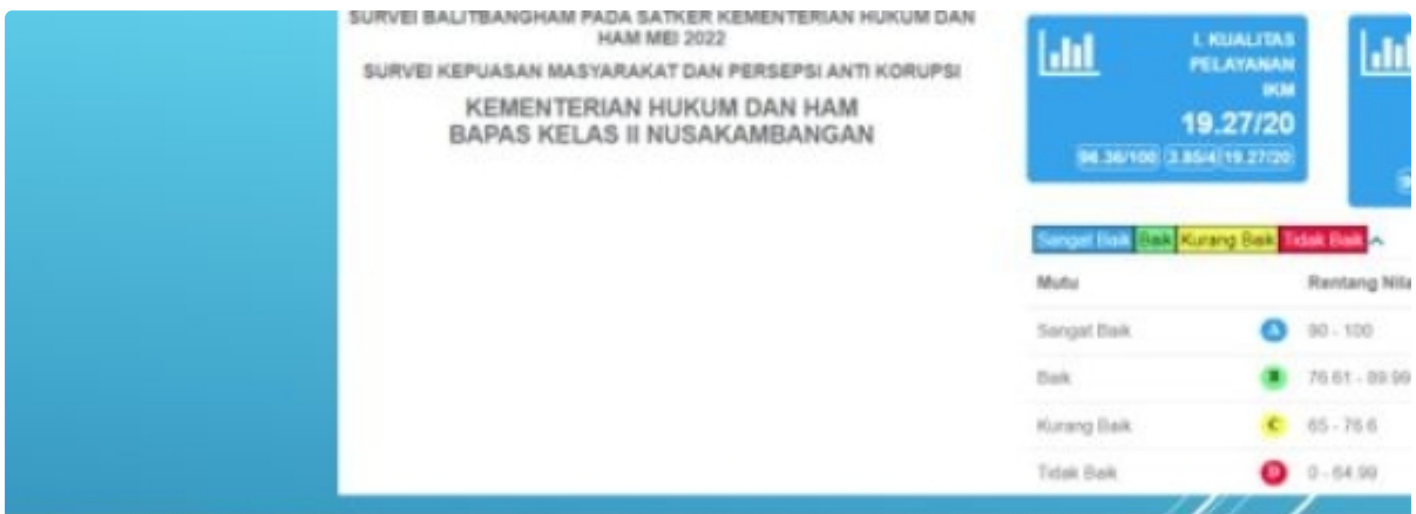 SURVEI BALITBANGHAM PADA SATKER KEMENTERIAN HUKUM DAN
HAM MEI 2022
SURVEI KEPUASAN MASYARAKAT DAN PERSEPSI ANTI KORUPSI
KEMENTERIAN HUKUM DAN HAM
BAPAS KELAS II NUSAKAMBANGAN
I. KUALITAS
PELAYANAN
IKM
19.27/20
96.36/100 3.85/4 19.27/20
Sangat Baik Baik Kurang Baik Tidak Baik
Mutu Rentang Nila
Sangat Baik A 90 - 100
Baik B 76.61 - 89.99
Kurang Baik C 65 - 76.6
Tidak Baik D 0 - 64.99